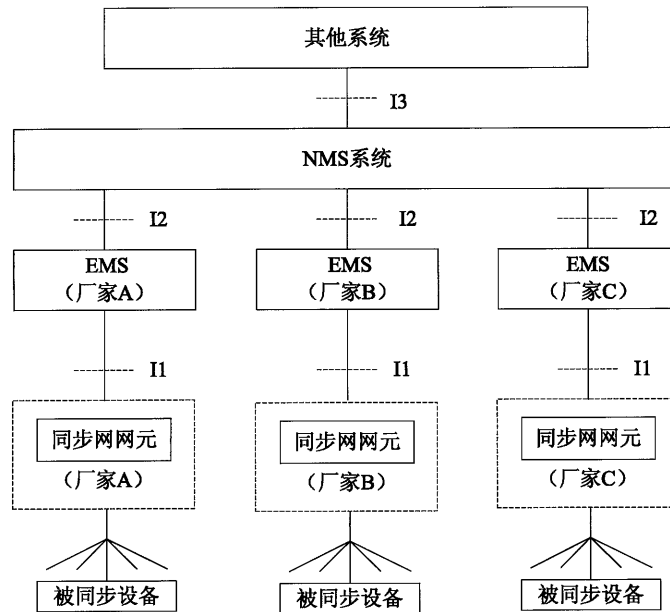 其他系统
I3
NMS系统
I2 I2 I2
EMS EMS EMS
（厂家A） （厂家B） （厂家C）
I1 I1 I1
同步网网元 同步网网元 同步网网元
（厂家A） （厂家B） （厂家C）
被同步设备 被同步设备 被同步设备